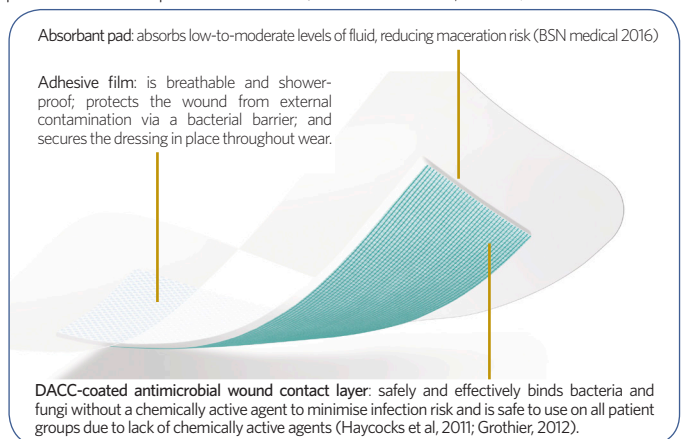 Absorbant pad: absorbs low-to-moderate levels of fluid, reducing maceration risk (BSN medical 2016)
Adhesive film: is breathable and shower-
proof; protects the wound from external
contamination via a bacterial barrier; and
secures the dressing in place throughout wear.
DACC-coated antimicrobial wound contact layer: safely and effectively binds bacteria and
fungi without a chemically active agent to minimise infection risk and is safe to use on all patient
groups due to lack of chemically active agents (Haycocks et al, 2011; Grothier, 2012).